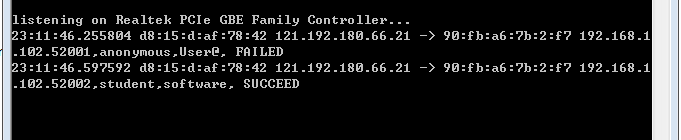 listening on Realtek PCIe GBE Family Controller...
23:11:46.255804 d8:15:d:af:78:42 121.192.180.66.21 -> 90:fb:a6:7b:2:f7 192.168.1
.102.52001,anonymous,User@, FAILED
23:11:46.597592 d8:15:d:af:78:42 121.192.180.66.21 -> 90:fb:a6:7b:2:f7 192.168.1
.102.52002,student,software, SUCCEED